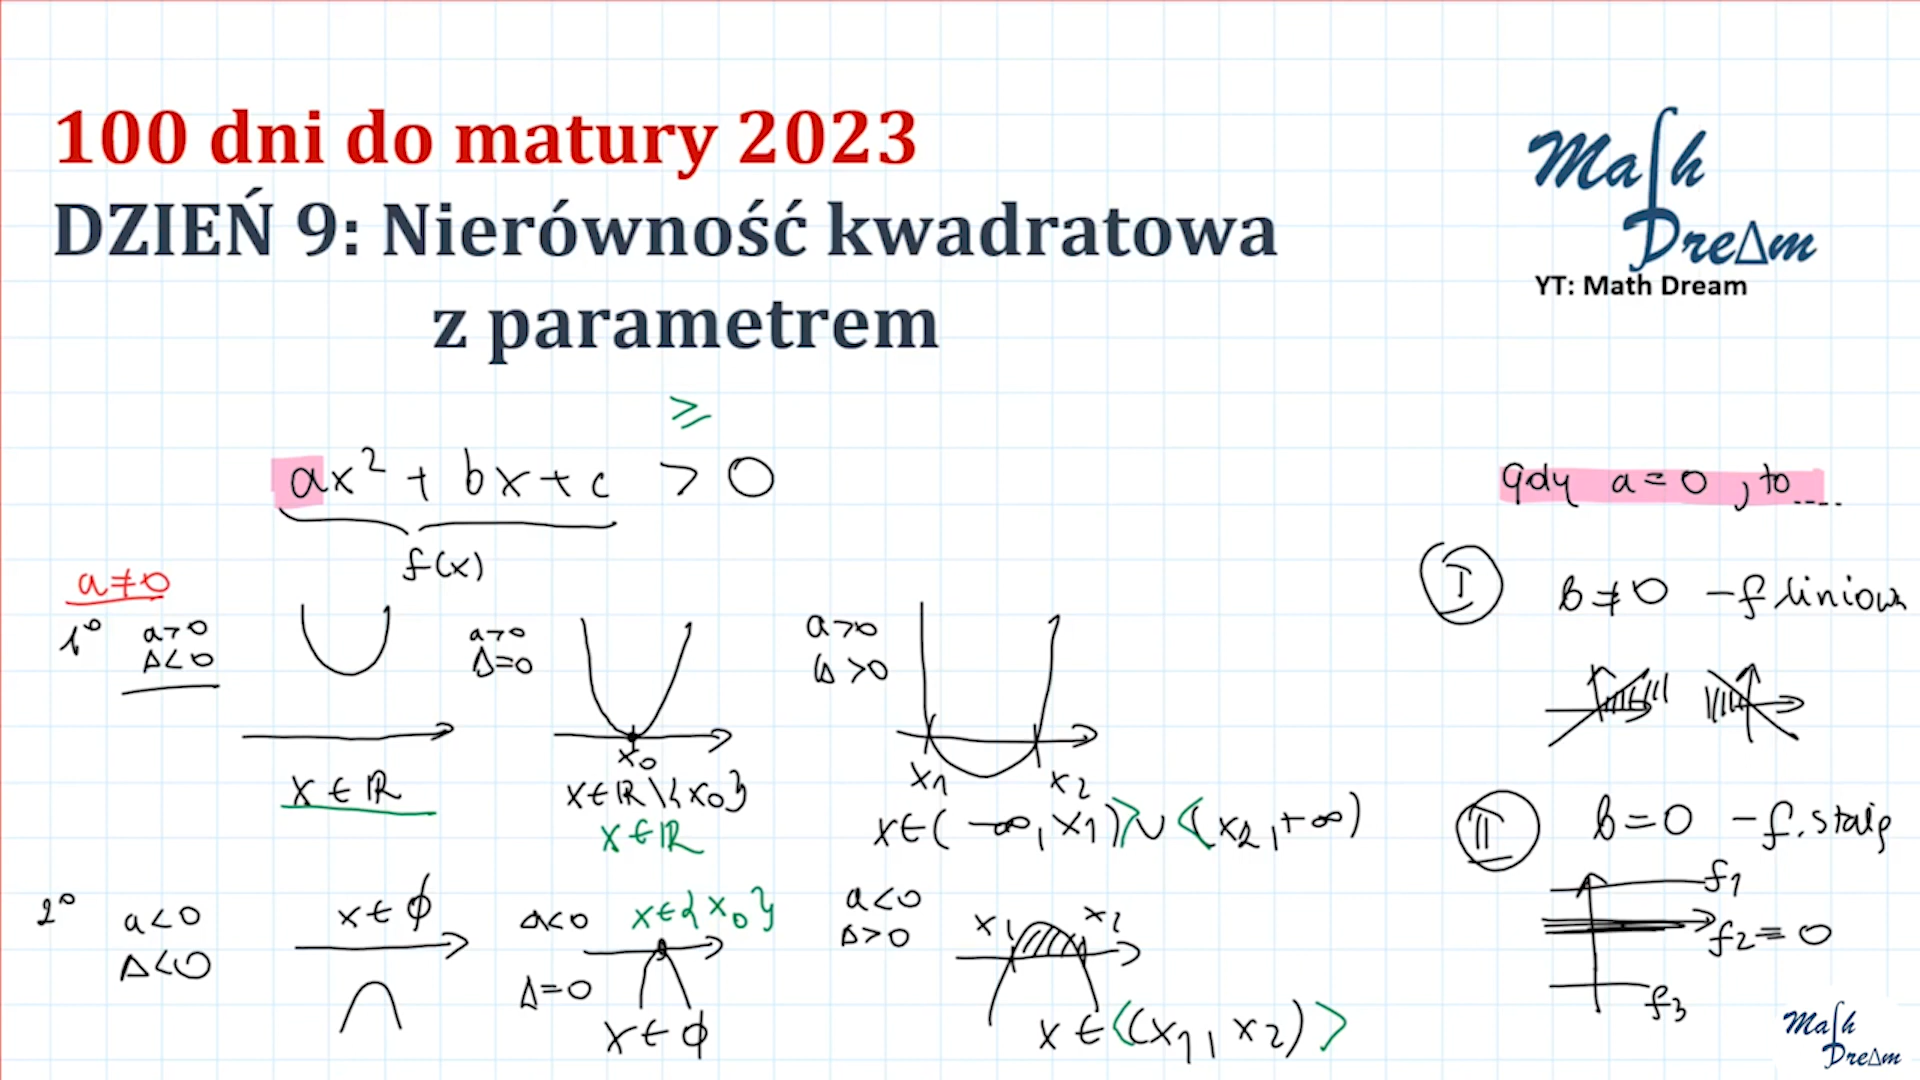 100 dni do matury 2023
DZIEŃ 9: Nierówność kwadratowa
z parametrem
Math
Dream
YT: Math Dream
≥
ax² + bx + c > 0
f(x)
gdy a = 0, to ....
a≠0
1° a>0
Δ<0
x ∈ ℝ
a>0
Δ=0
x₀
x∈ℝ\{x₀}
x∈ℝ
a>0
Δ>0
x₁ x₂
x∈(-∞, x₁)⟩∪⟨(x₂, +∞)
2° a<0
Δ<0
x∈ϕ
Δ<0
Δ=0
x∈{x₀}
x∈ϕ
a<0
Δ>0
x₁ x₂
x∈⟨(x₁, x₂)⟩
I b≠0 - f. liniowa
II b=0 - f. stałe
f₁
f₂=0
f₃
Math
Dream